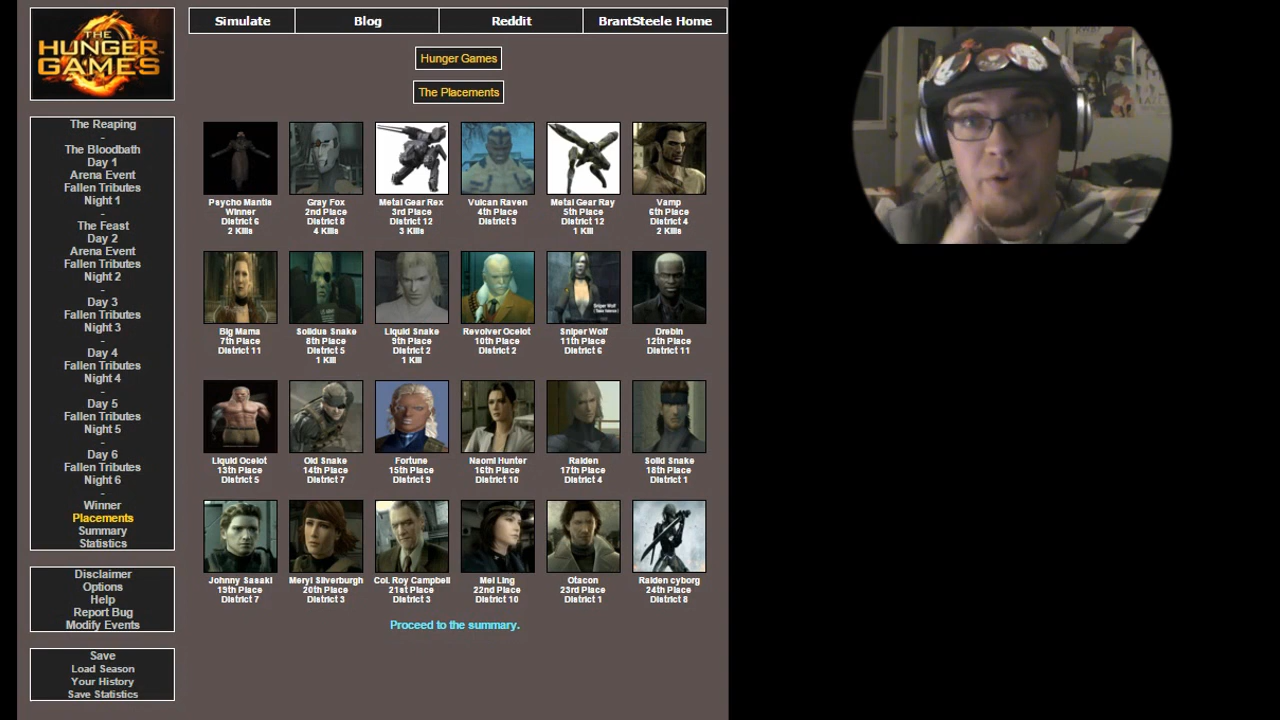 THE
HUNGER
GAMES
Simulate
Blog
Reddit
BrantSteele Home
Hunger Games
The Placements
The Reaping
-
The Bloodbath
Day 1
Arena Event
Fallen Tributes
Night 1
-
The Feast
Day 2
Arena Event
Fallen Tributes
Night 2
-
Day 3
Fallen Tributes
Night 3
-
Day 4
Fallen Tributes
Night 4
-
Day 5
Fallen Tributes
Night 5
-
Day 6
Fallen Tributes
Night 6
-
Winner
Placements
Summary
Statistics
Disclaimer
Options
Help
Report Bug
Modify Events
Save
Load Season
Your History
Save Statistics
Psycho Mantis
Winner
District 6
2 Kills
Gray Fox
2nd Place
District 8
4 Kills
Metal Gear Rex
3rd Place
District 12
3 Kills
Vulcan Raven
4th Place
District 9
Metal Gear Ray
5th Place
District 12
1 Kill
Vamp
6th Place
District 4
2 Kills
Big Mama
7th Place
District 11
Solidus Snake
8th Place
District 5
1 Kill
Liquid Snake
9th Place
District 2
1 Kill
Revolver Ocelot
10th Place
District 2
Sniper Wolf
Sniper Wolf
11th Place
District 6
Drebin
12th Place
District 11
Liquid Ocelot
13th Place
District 5
Old Snake
14th Place
District 7
Fortune
15th Place
District 9
Naomi Hunter
16th Place
District 10
Raiden
17th Place
District 4
Solid Snake
18th Place
District 1
Johnny Sasaki
19th Place
District 7
Meryl Silverburgh
20th Place
District 3
Col. Roy Campbell
21st Place
District 3
Mei Ling
22nd Place
District 10
Otacon
23rd Place
District 1
Raiden cyborg
24th Place
District 8
Proceed to the summary.